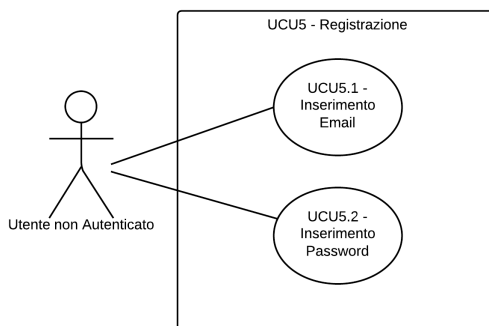 UCU5 - Registrazione
UCU5.1 -
Inserimento
Email
Utente non Autenticato
UCU5.2 -
Inserimento
Password